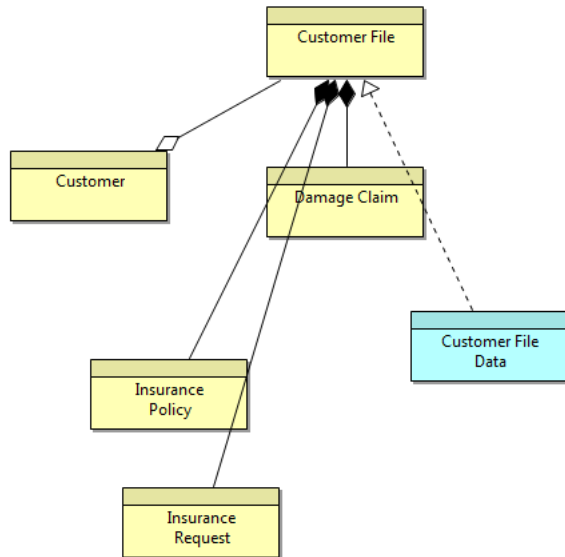 Customer File
Customer
Damage Claim
Customer File
Data
Insurance
Policy
Insurance
Request